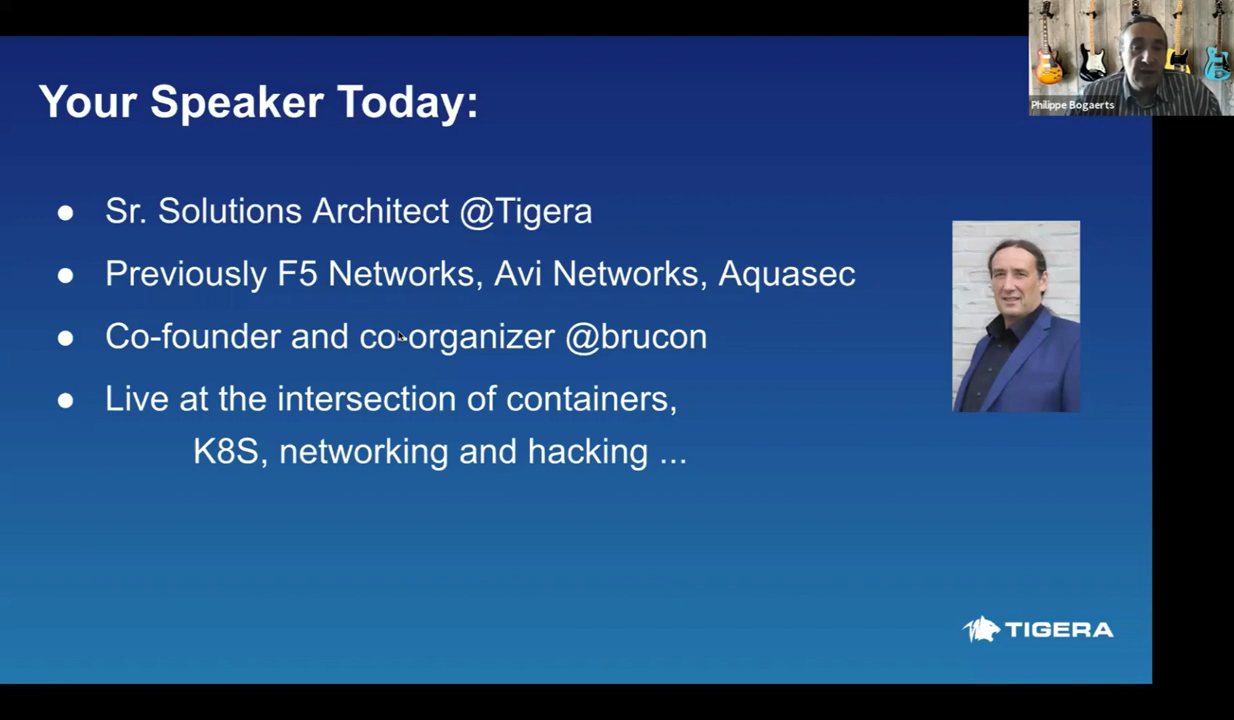 Philippe Bogaerts
Your Speaker Today:
● Sr. Solutions Architect @Tigera
● Previously F5 Networks, Avi Networks, Aquasec
● Co-founder and co-organizer @brucon
● Live at the intersection of containers,
K8S, networking and hacking ...
TIGERA